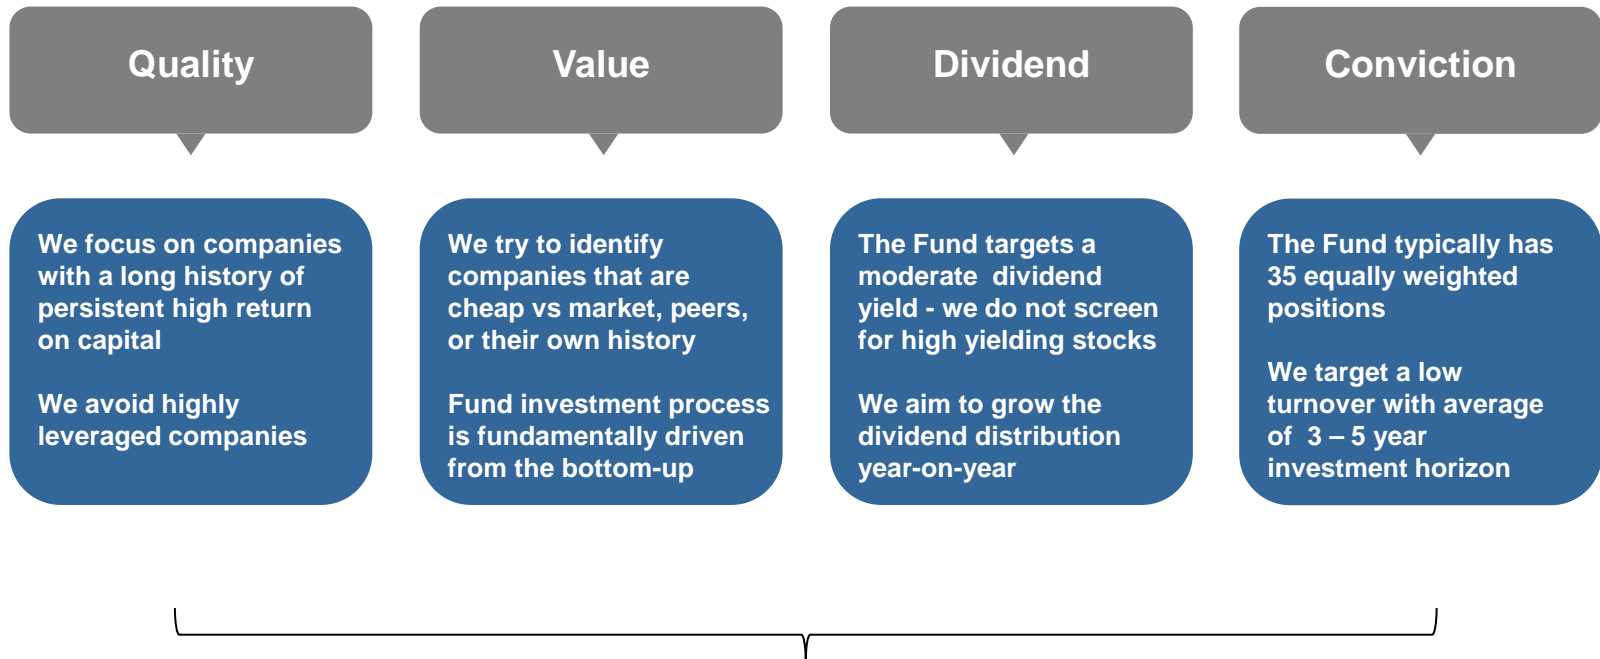 Quality
We focus on companies
with a long history of
persistent high return
on capital
We avoid highly
leveraged companies
Value
We try to identify
companies that are
cheap vs market, peers,
or their own history
Fund investment process
is fundamentally driven
from the bottom-up
Dividend
The Fund targets a
moderate dividend
yield - we do not screen
for high yielding stocks
We aim to grow the
dividend distribution
year-on-year
Conviction
The Fund typically has
35 equally weighted
positions
We target a low
turnover with average
of 3 – 5 year
investment horizon